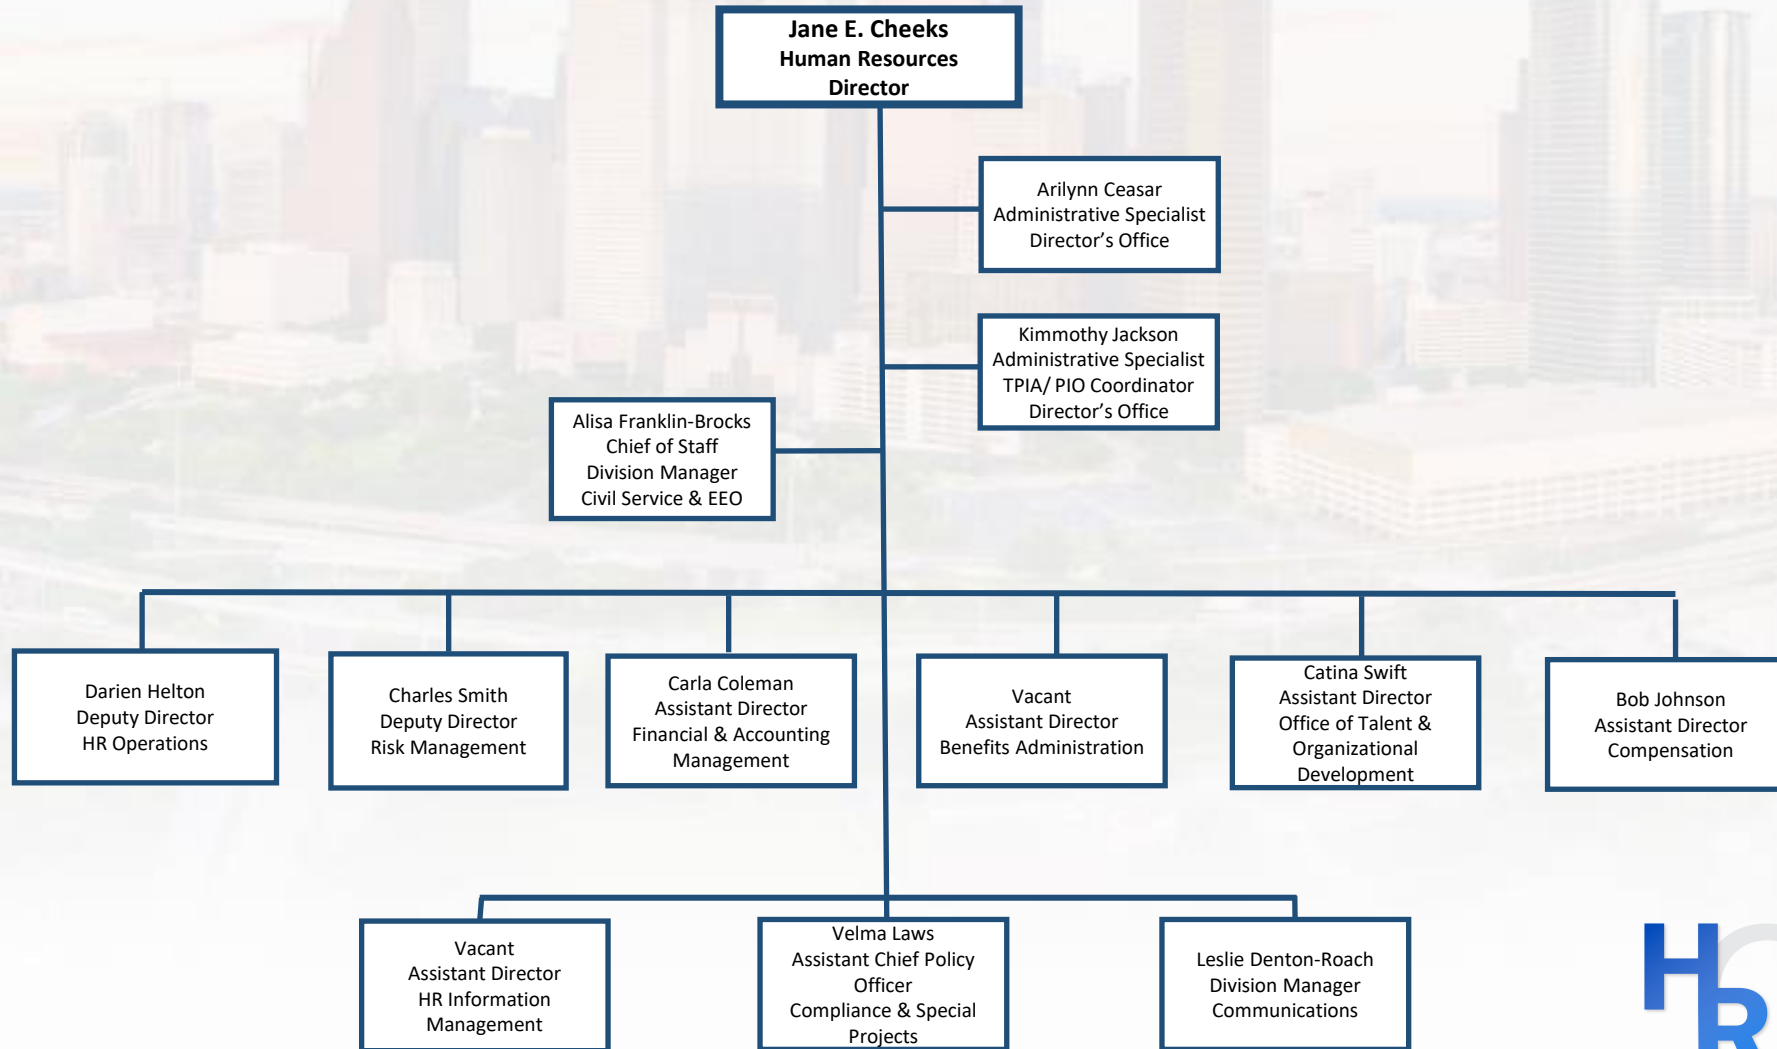 Jane E. Cheeks
Human Resources
Director
Arilynn Ceasar
Administrative Specialist
Director’s Office
Kimmothy Jackson
Administrative Specialist
TPIA/ PIO Coordinator
Director’s Office
Alisa Franklin-Brocks
Chief of Staff
Division Manager
Civil Service & EEO
Darien Helton
Deputy Director
HR Operations
Charles Smith
Deputy Director
Risk Management
Carla Coleman
Assistant Director
Financial & Accounting
Management
Vacant
Assistant Director
Benefits Administration
Catina Swift
Assistant Director
Office of Talent &
Organizational
Development
Bob Johnson
Assistant Director
Compensation
Vacant
Assistant Director
HR Information
Management
Velma Laws
Assistant Chief Policy
Officer
Compliance & Special
Projects
Leslie Denton-Roach
Division Manager
Communications
HR